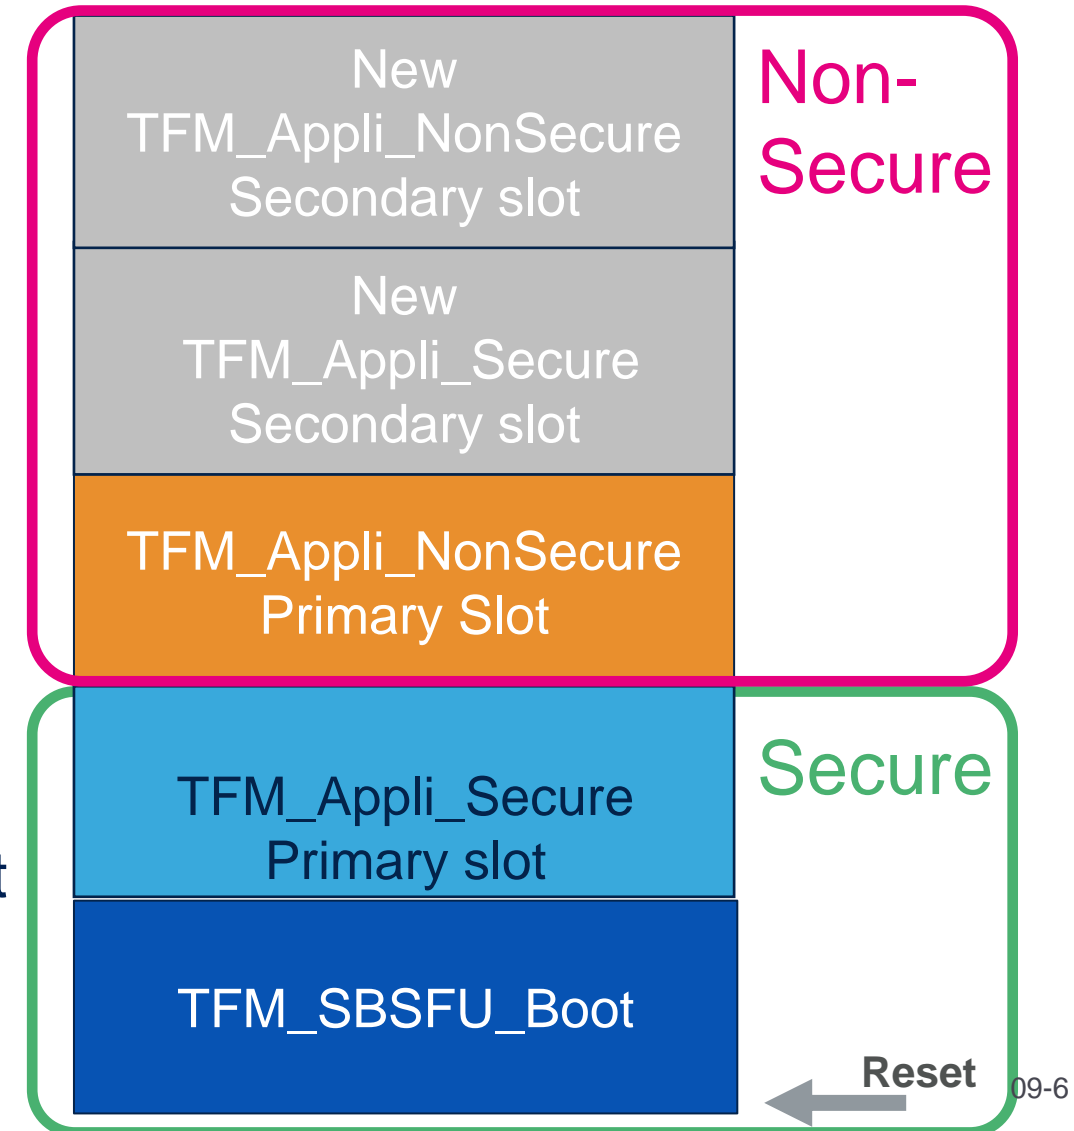 New
TFM_Appli_NonSecure
Secondary slot
Non-
Secure
New
TFM_Appli_Secure
Secondary slot
TFM_Appli_NonSecure
Primary Slot
Secure
TFM_Appli_Secure
Primary slot
t
TFM_SBSFU_Boot
Reset
09-6